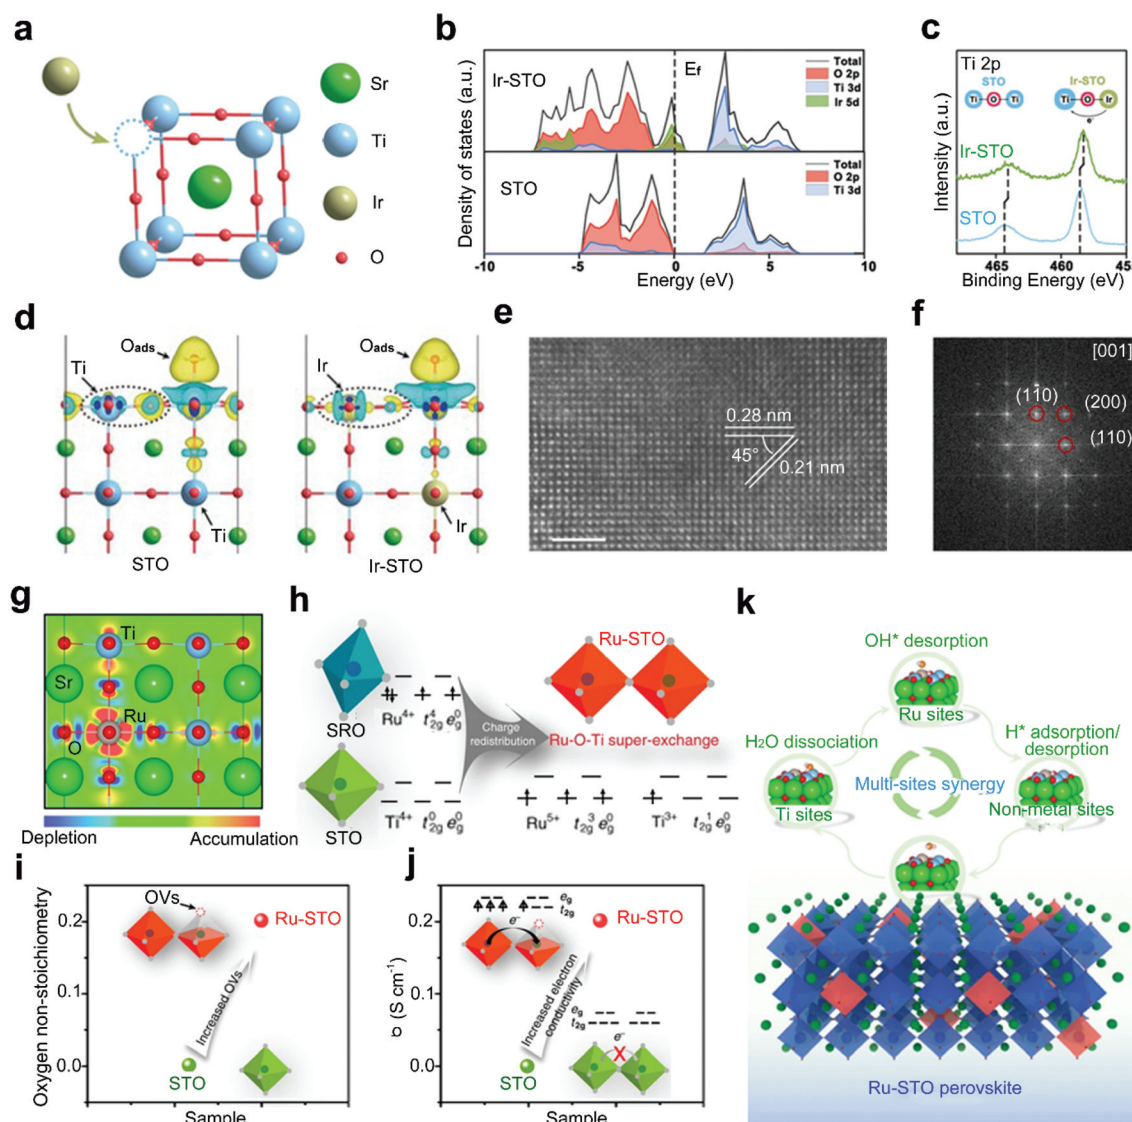 a
Sr
Ti
Ir
O
b
Ir-STO
Ef
Total
O 2p
Ti 3d
Ir 5d
STO
Total
O 2p
Ti 3d
Density of states (a.u.)
-10 -5 0 5 10
Energy (eV)
c
Ti 2p
STO
Ir-STO
Ti O Ti
Ti O Ir
e⁻
Ir-STO
STO
Intensity (a.u.)
465 460 455
Binding Energy (eV)
d
Oads
Ti
Ti
STO
Oads
Ir
Ir
Ir-STO
e
0.28 nm
45°
0.21 nm
f
[001]
(1̄10)
(200)
(110)
g
Ti
Sr
Ru
O
Depletion Accumulation
h
SRO
Ru⁴⁺ t₂g⁴ eg⁰
STO
Ti⁴⁺ t₂g⁰ eg⁰
Charge
redistribution
Ru-STO
Ru-O-Ti super-exchange
Ru⁵⁺ t₂g³ eg⁰ Ti³⁺ t₂g¹ eg⁰
i
OVs
Ru-STO
Increased OVs
STO
Oxygen non-stoichiometry
0.2
0.1
0.0
Sample
j
eg
t₂g
e⁻
Ru-STO
Increased electron
conductivity
eg
t₂g
e⁻
X
STO
σ (S cm⁻¹)
0.2
0.1
0.0
Sample
k
OH* desorption
Ru sites
H₂O dissociation
H* adsorption/
desorption
Multi-sites synergy
Ti sites
Non-metal sites
Ru-STO perovskite